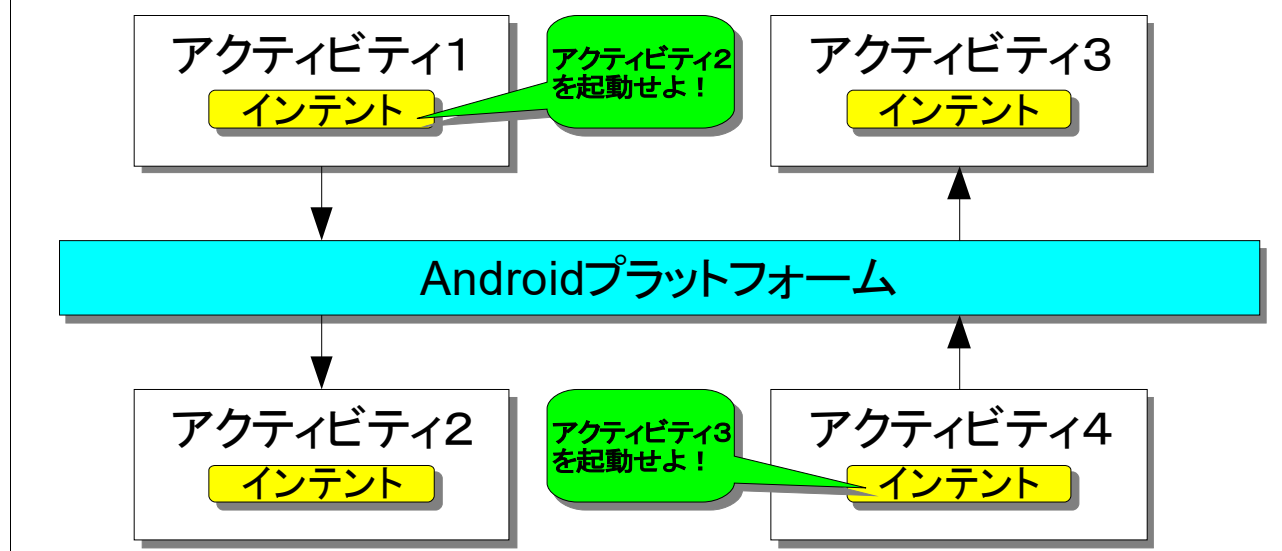 アクティビティ1
インテント
アクティビティ2
を起動せよ！
アクティビティ3
インテント
Androidプラットフォーム
アクティビティ2
インテント
アクティビティ3
を起動せよ！
アクティビティ4
インテント